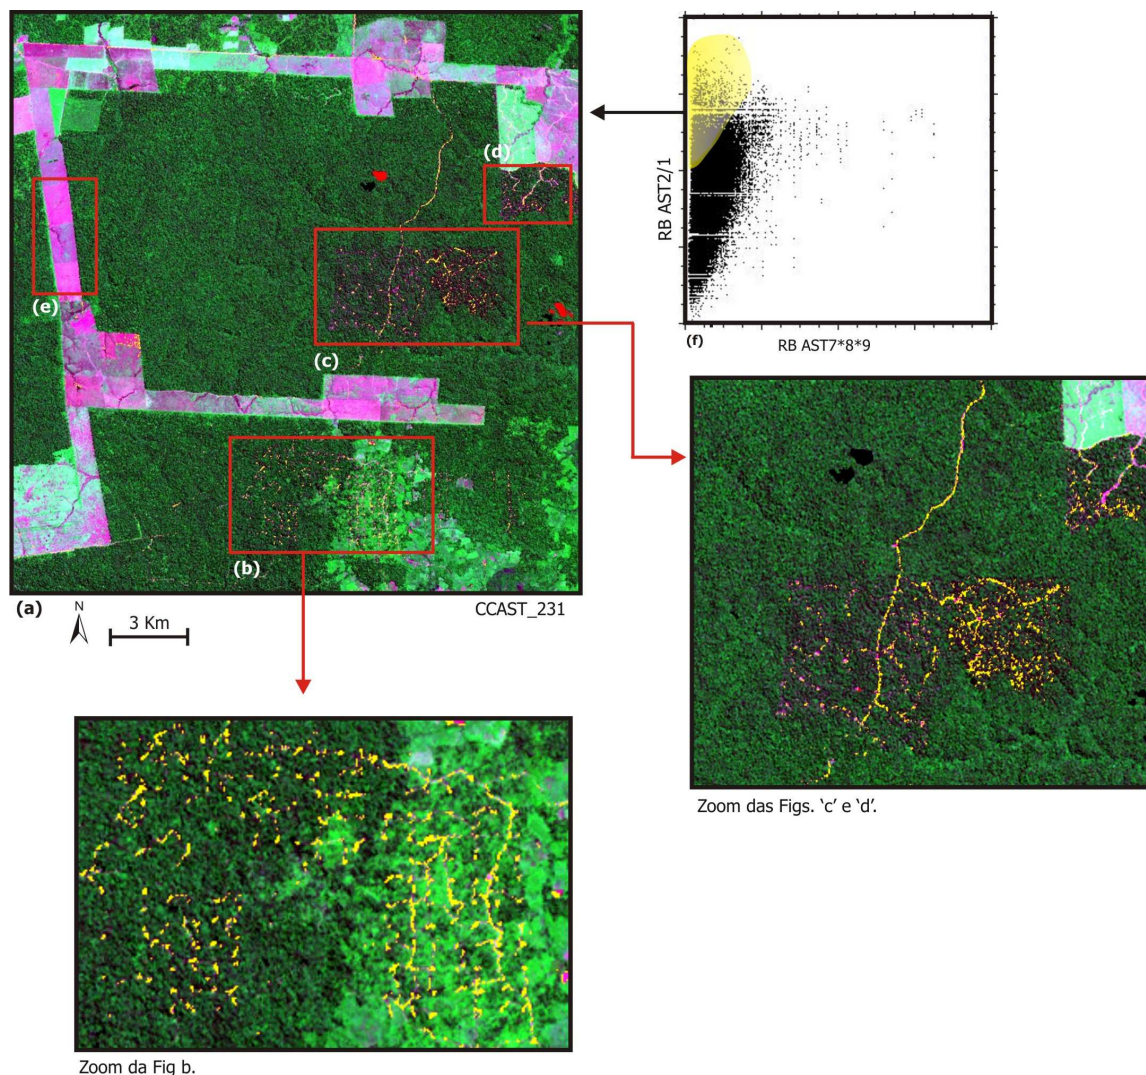 (d)
(e)
(c)
(b)
(a)
N
3 Km
CCAST_231
RB AST2/1
(f)
RB AST7*8*9
Zoom das Figs. ‘c’ e ‘d’.
Zoom da Fig b.